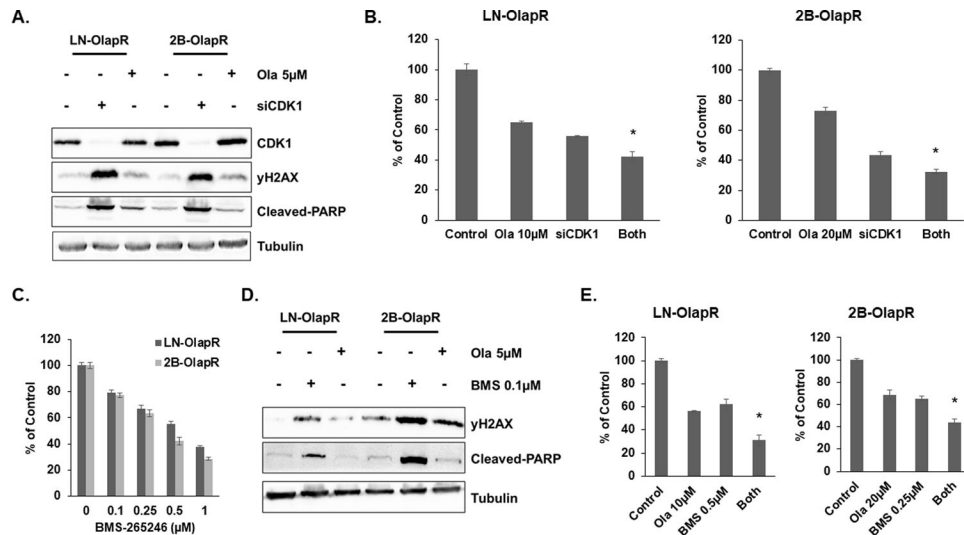 A.
LN-OlapR 2B-OlapR
- - + - - + Ola 5µM
- + - - + - siCDK1
CDK1
yH2AX
Cleaved-PARP
Tubulin
B.
LN-OlapR
% of Control
120
100
80
60
40
20
0
*
Control Ola 10µM siCDK1 Both
2B-OlapR
% of Control
120
100
80
60
40
20
0
*
Control Ola 20µM siCDK1 Both
C.
% of Control
120
100
80
60
40
20
0
LN-OlapR
2B-OlapR
0 0.1 0.25 0.5 1
BMS-265246 (µM)
D.
LN-OlapR 2B-OlapR
- - + - - + Ola 5µM
- + - - + - BMS 0.1µM
yH2AX
Cleaved-PARP
Tubulin
E.
LN-OlapR
% of Control
120
100
80
60
40
20
0
*
Control Ola 10µM BMS 0.5µM Both
2B-OlapR
% of Control
120
100
80
60
40
20
0
*
Control Ola 20µM BMS 0.25µM Both